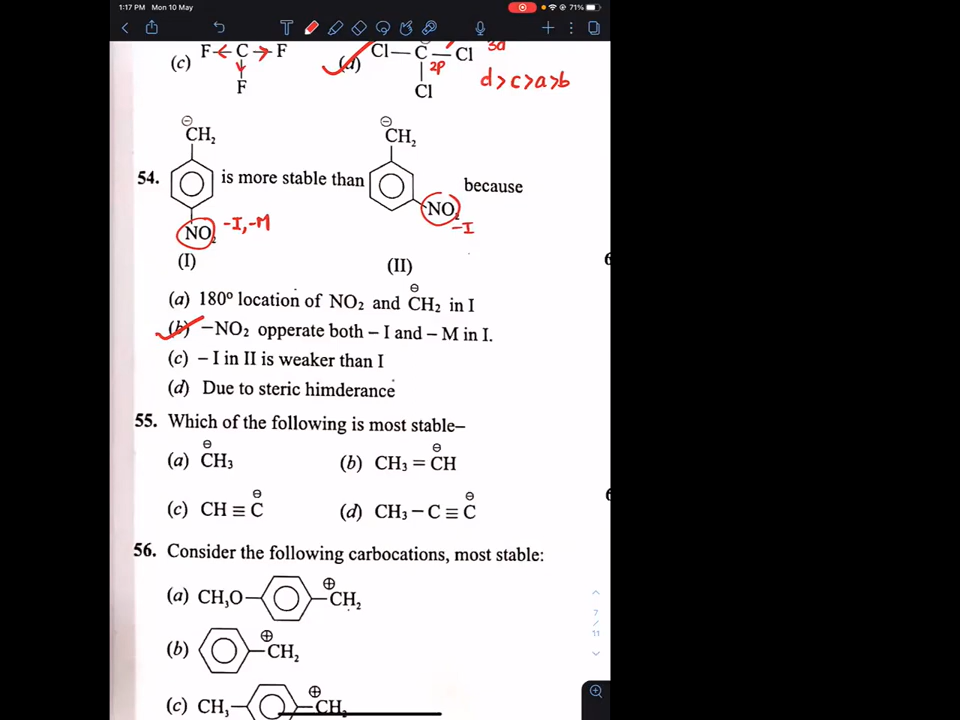 1:17 PM Mon 10 May
71%
T
F C F
(c)
F
Cl—C—Cl
(d)
2p
3d
Cl
d>c>a>b
⊖
CH₂
⊖
CH₂
54. is more stable than because
NO₂ -I,-M
NO₂
-I
(I)
(II)
(a) 180º location of NO₂ and CH₂⊖ in I
(b) –NO₂ opperate both – I and – M in I.
(c) – I in II is weaker than I
(d) Due to steric himderance
55. Which of the following is most stable–
(a) CH₃⊖ (b) CH₃ = CH⊖
(c) CH ≡ C⊖ (d) CH₃ – C ≡ C⊖
56. Consider the following carbocations, most stable:
(a) CH₃O CH₂⊕
(b) CH₂⊕
(c) CH₃ CH₂⊕
7
/
11